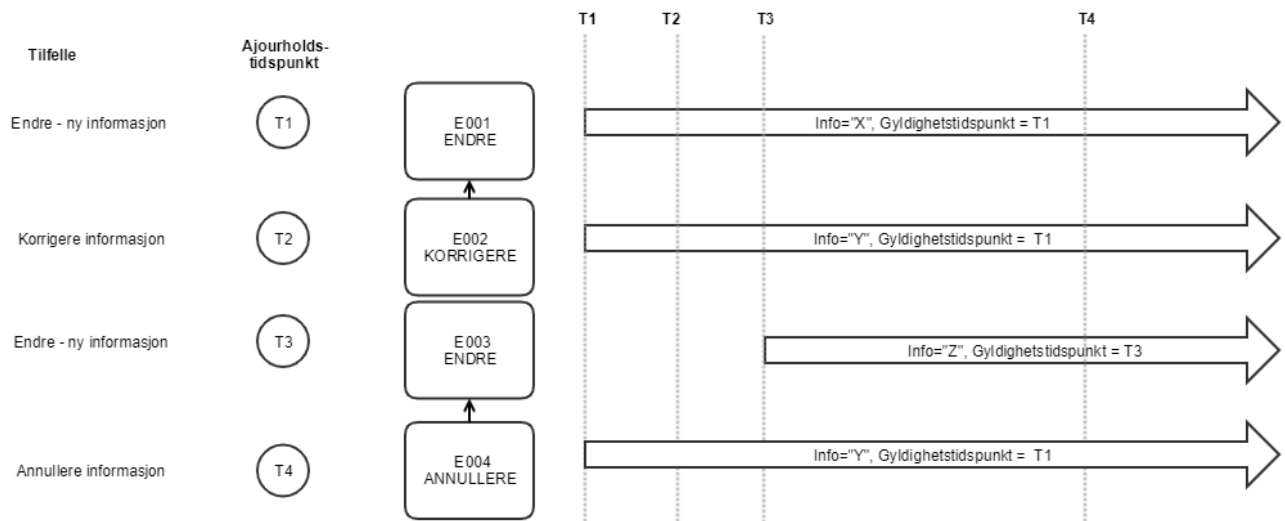 T1 T2 T3 T4
Tilfelle
Ajourholds-
tidspunkt
Endre - ny informasjon
T1
E001
ENDRE
Info="X", Gyldighetstidspunkt = T1
Korrigere informasjon
T2
E002
KORRIGERE
Info="Y", Gyldighetstidspunkt = T1
Endre - ny informasjon
T3
E003
ENDRE
Info="Z", Gyldighetstidspunkt = T3
Annullere informasjon
T4
E004
ANNULLERE
Info="Y", Gyldighetstidspunkt = T1